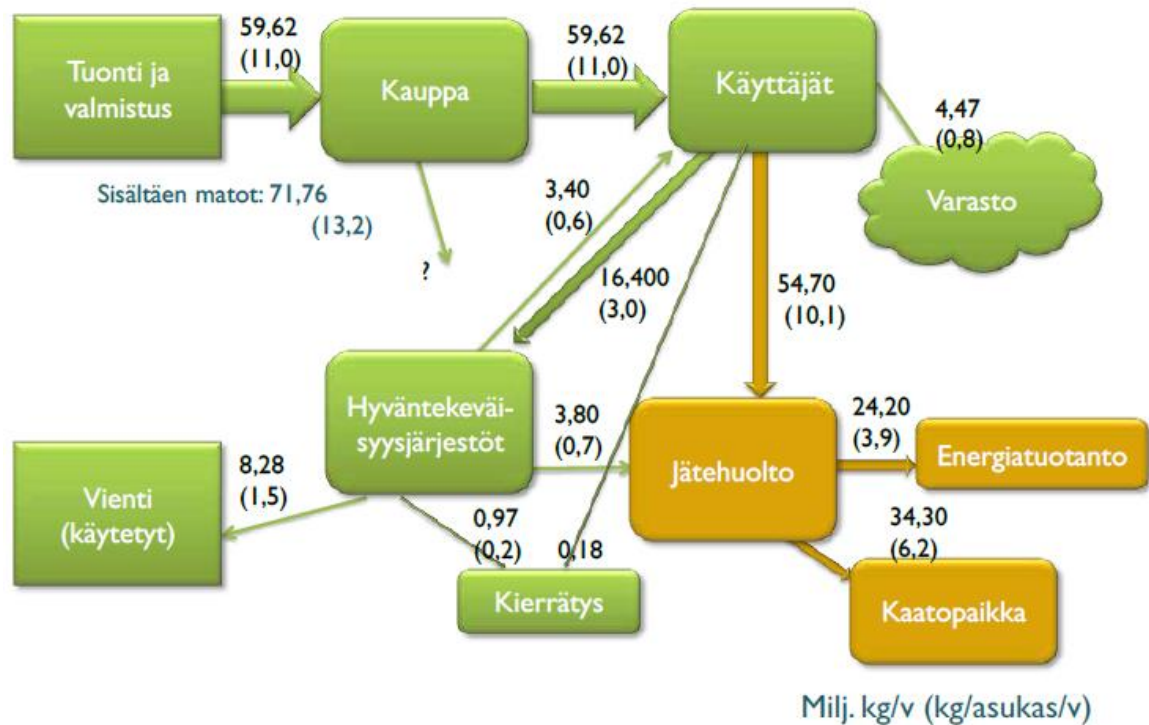 59,62
(11,0)
59,62
(11,0)
Tuonti ja
valmistus
Kauppa
Käyttäjät
4,47
(0,8)
Sisältäen matot: 71,76
(13,2)
3,40
(0,6)
Varasto
?
16,400
(3,0)
54,70
(10,1)
Hyväntekeväi-
syysjärjestöt
3,80
(0,7)
24,20
(3,9)
Jätehuolto
Energiatuotanto
8,28
(1,5)
Vienti
(käytetyt)
0,97
(0,2)
0,18
34,30
(6,2)
Kierrätys
Kaatopaikka
Milj. kg/v (kg/asukas/v)